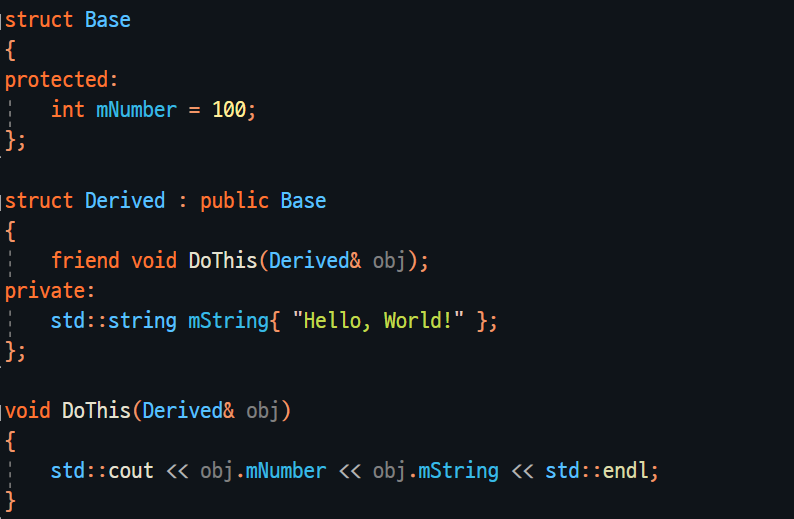 struct Base
{
protected:
    int mNumber = 100;
};

struct Derived : public Base
{
    friend void DoThis(Derived& obj);
private:
    std::string mString{ "Hello, World!" };
};

void DoThis(Derived& obj)
{
    std::cout << obj.mNumber << obj.mString << std::endl;
}